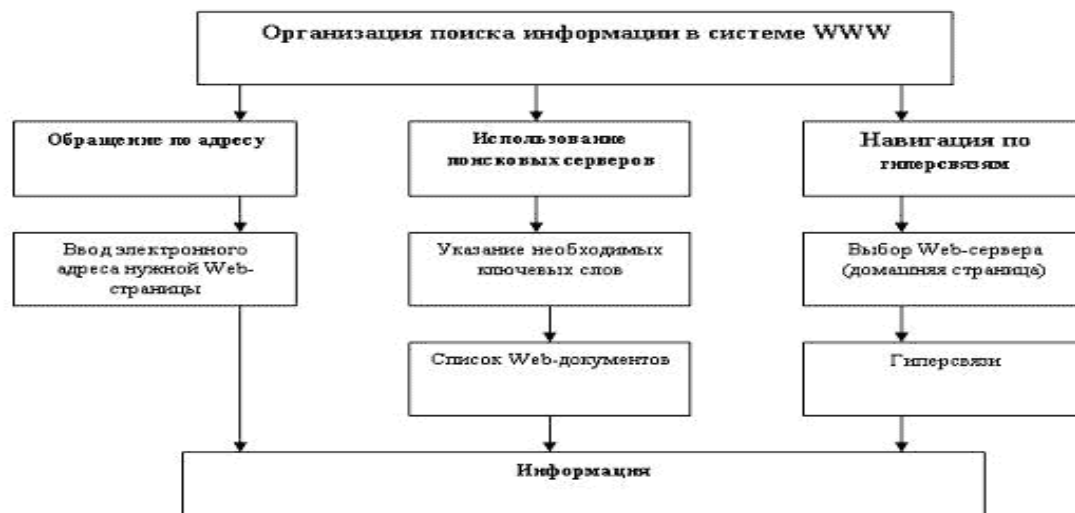 Организация поиска информации в системе WWW
Обращение по адресу
Использование
поисковых серверов
Навигация по
гиперсвязям
Ввод электронного
адреса нужной Web-
страницы
Указание необходимых
ключевых слов
Выбор Web-сервера
(домашняя страница)
Список Web-документов
Гиперсвязи
Информация